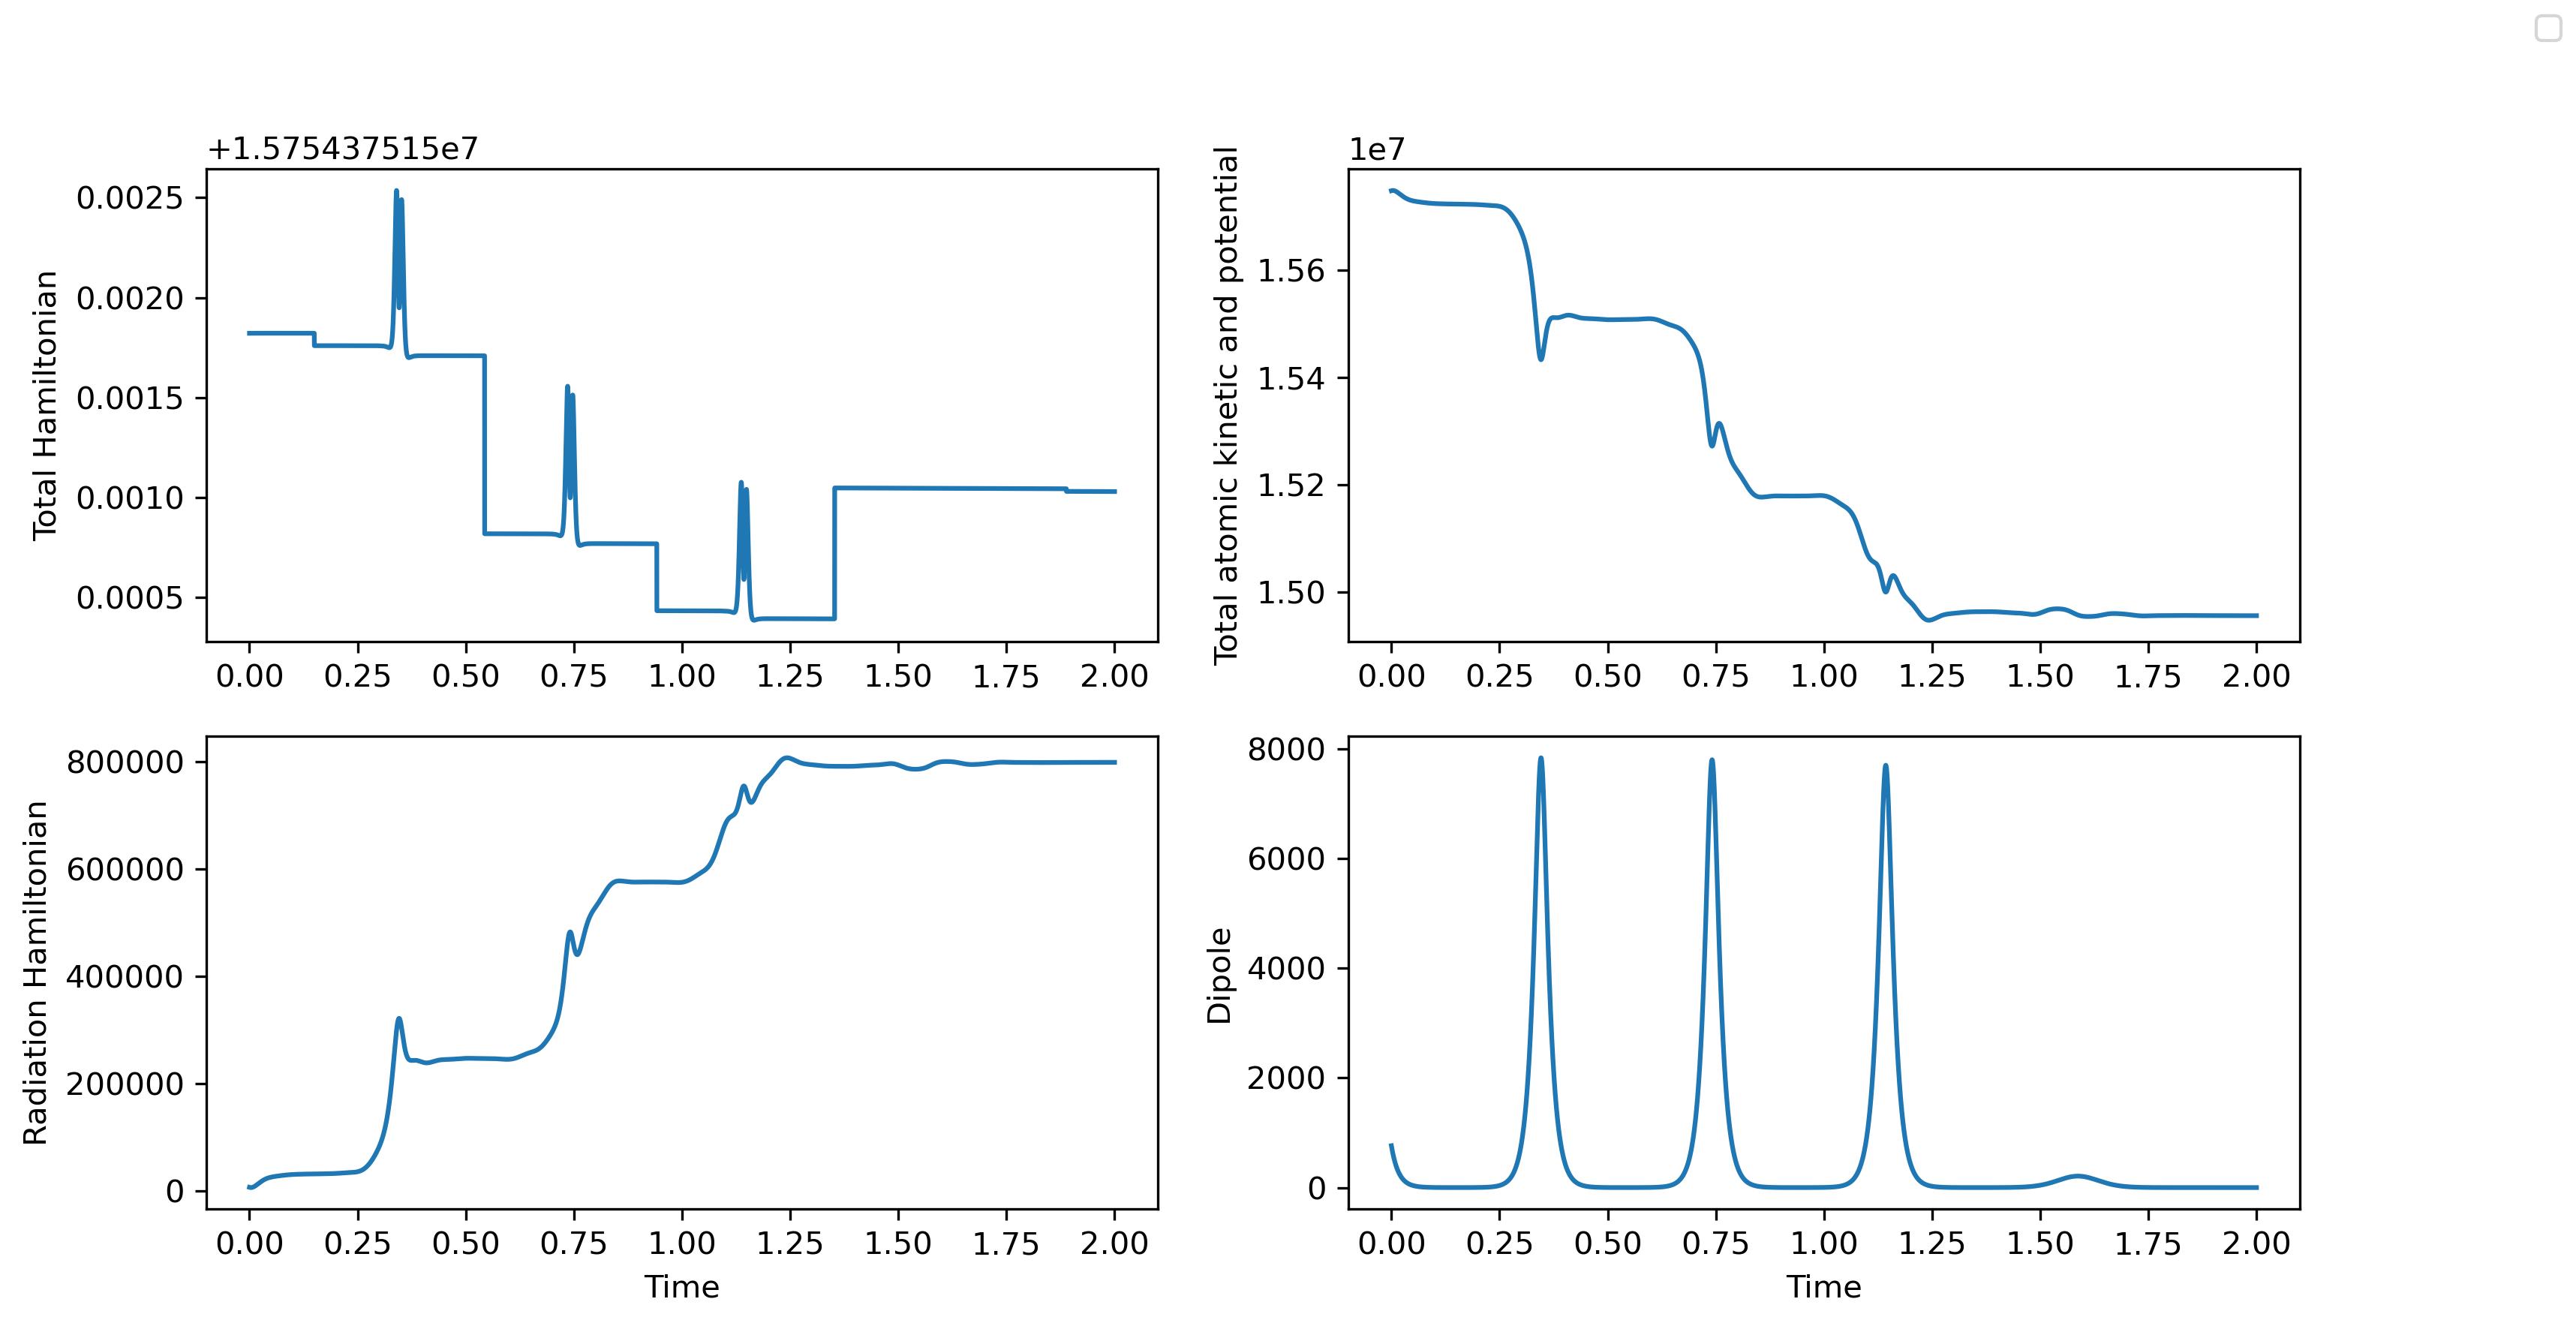 +1.575437515e7
Total Hamiltonian
0.0025
0.0020
0.0015
0.0010
0.0005
0.00 0.25 0.50 0.75 1.00 1.25 1.50 1.75 2.00
1e7
Total atomic kinetic and potential
1.56
1.54
1.52
1.50
0.00 0.25 0.50 0.75 1.00 1.25 1.50 1.75 2.00
Radiation Hamiltonian
800000
600000
400000
200000
0
0.00 0.25 0.50 0.75 1.00 1.25 1.50 1.75 2.00
Time
Dipole
8000
6000
4000
2000
0
0.00 0.25 0.50 0.75 1.00 1.25 1.50 1.75 2.00
Time